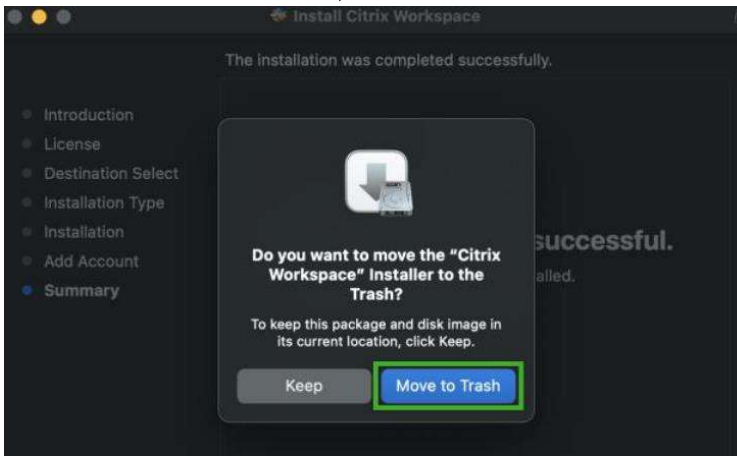 Install Citrix Workspace
The installation was completed successfully.
Introduction
License
Destination Select
Installation Type
Installation
Add Account
Summary
successful.
alled.
Do you want to move the "Citrix
Workspace" Installer to the
Trash?
To keep this package and disk image in
its current location, click Keep.
Keep
Move to Trash